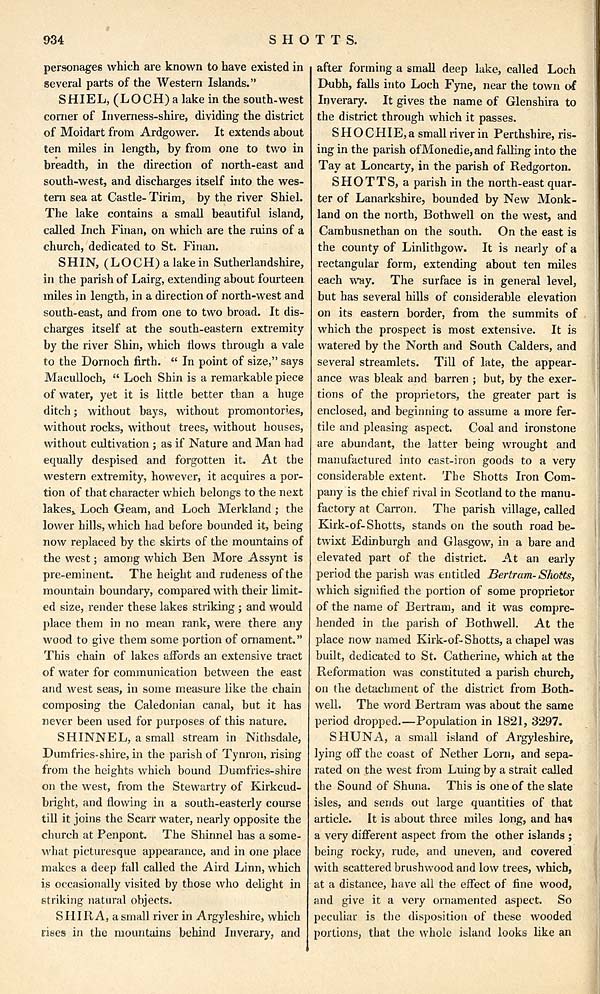 934
SHOTTS.
personages which are known to have existed in
several parts of the Western Islands."
SHIEL, (LOCH) a lake in the south-west
corner of Inverness-shire, dividing the district
of Moidart from Ardgower. It extends about
ten miles in length, by from one to two in
breadth, in the direction of north-east and
south-west, and discharges itself into the wes-
tern sea at Castle-Tirim, by the river Shiel.
The lake contains a small beautiful island,
called Inch Finan, on which are the ruins of a
church, dedicated to St. Finan.
SHIN, (LOCH) a lake in Sutherlandshire,
in the parish of Lairg, extending about fourteen
miles in length, in a direction of north-west and
south-east, and from one to two broad. It dis-
charges itself at the south-eastern extremity
by the river Shin, which flows through a vale
to the Dornoch firth. " In point of size," says
Macculloch, " Loch Shin is a remarkable piece
of water, yet it is little better than a huge
ditch; without bays, without promontories,
without rocks, without trees, without houses,
without cultivation ; as if Nature and Man had
equally despised and forgotten it. At the
western extremity, however, it acquires a por-
tion of that character which belongs to the next
lakes, Loch Geam, and Loch Merkland ; the
lower hills, which had before bounded it, being
now replaced by the skirts of the mountains of
the west ; among which Ben More Assynt is
pre-eminent. The height and rudeness of the
mountain boundary, compared with their limit-
ed size, render these lakes striking ; and would
place them in no mean rank, were there any
wood to give them some portion of ornament."
This chain of lakes affords an extensive tract
of water for communication between the east
and west seas, in some measure like the chain
composing the Caledonian canal, but it has
never been used for purposes of this nature.
SHINNEL, a small stream in Nithsdale,
Dumfries-shire, in the parish of Tynron, rising
from the heights which bound Dumfries-shire
on the west, from the Stewartry of Kirkcud-
bright, and flowing in a south-easterly course
till it joins the Scarr water, nearly opposite the
church at Penpont. The Shinnel has a some-
what picturesque appearance, and in one place
makes a deep fall called the Aird Linn, which
is occasionally visited by those who delight in
striking natural objects.
SHIRA, a small river in Argyleshire, which
rises in the mountains behind Inverary, and
after forming a small deep lake, called Loch
Dubh, falls into Loch Fyne, near the town of
Inverary. It gives the name of Glenshira to
the district through which it passes.
SHOCHIE, a small river in Perthshire, ris-
ing in the parish of Monedie, and falling into the
Tay at Loncarty, in the parish of Redgorton.
SHOTTS, a parish in the north-east quar-
ter of Lanarkshire, bounded by New Monk-
land on the north, Bothwell on the west, and
Cambusnethan on the south. On the east is
the county of Linlithgow. It is nearly of a
rectangular form, extending about ten miles
each way. The surface is in general level,
but has several hills of considerable elevation
on its eastern border, from the summits of
which the prospect is most extensive. It is
watered by the North and South Calders, and
several streamlets. Till of late, the appear-
ance was bleak and barren ; but, by the exer-
tions of the proprietors, the greater part is
enclosed, and beginning to assume a more fer-
tile and pleasing aspect. Coal and ironstone
are abundant, the latter being wrought and
manufactured into cast-iron goods to a very
considerable extent. The Shotts Iron Com-
pany is the chief rival in Scotland to the manu-
factory at Carron. The parish village, called
Kirk-of-Shotts, stands on the south road be-
twixt Edinburgh and Glasgow, in a bare and
elevated part of the district. At an early
period the parish was entitled Bertram-Shotts,
which signified the portion of some proprietor
of the name of Bertram, and it was compre-
hended in the parish of Bothwell. At the
place now named Kirk-of-Shotts, a chapel was
built, dedicated to St. Catherine, which at the
Reformation was constituted a parish church,
on the detachment of the district from Both-
well. The word Bertram was about the same
period dropped.—Population in 1821, 3297.
SHUNA, a small island of Argyleshire,
lying off the coast of Nether Lorn, and sepa-
rated on the west from Luing by a strait called
the Sound of Shuna. This is one of the slate
isles, and sends out large quantities of that
article. It is about three miles long, and has
a very different aspect from the other islands ;
being rocky, rude, and uneven, and covered
with scattered brushwood and low trees, which,
at a distance, have all the effect of fine wood,
and give it a very ornamented aspect. So
peculiar is the disposition of these wooded
portions, that the whole island looks like an